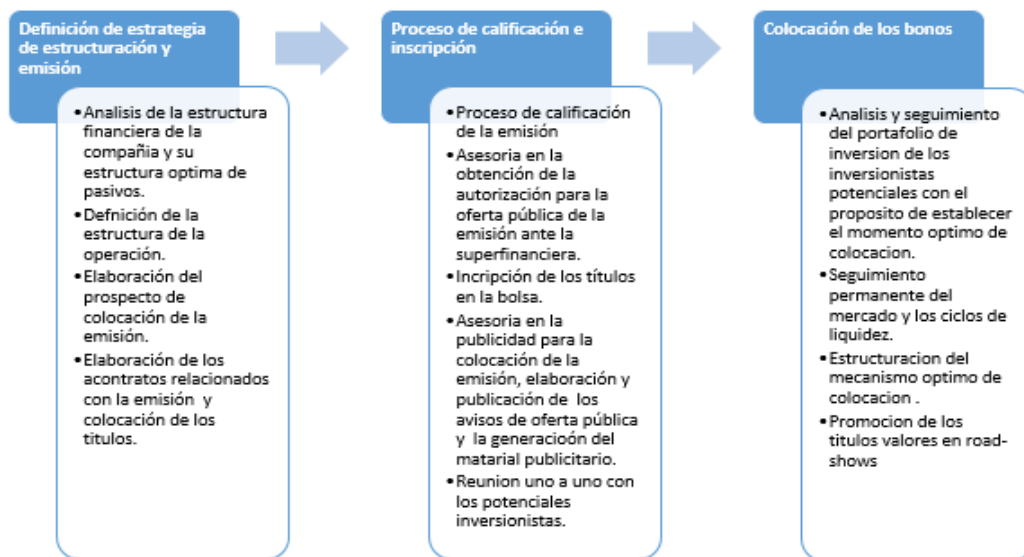 Definición de estrategia
de estructuración y
emisión
•Analisis de la estructura
financiera de la
compañia y su
estructura optima de
pasivos.
•Defnición de la
estructura de la
operación.
•Elaboración del
prospecto de
colocación de la
emisión.
•Elaboración de los
acontratos relacionados
con la emisión y
colocación de los
titulos.
Proceso de calificación e
inscripción
•Proceso de calificación
de la emisión
•Asesoria en la
obtención de la
autorización para la
oferta pública de la
emisión ante la
superfinanciera.
•Incripción de los títulos
en la bolsa.
•Asesoria en la
publicidad para la
colocación de la
emisión, elaboración y
publicación de los
avisos de oferta pública
y la generacioón del
matarial publicitario.
•Reunion uno a uno con
los potenciales
inversionistas.
Colocación de los bonos
•Analisis y seguimiento
del portafolio de
inversion de los
inversionistas
potenciales con el
proposito de establecer
el momento optimo de
colocacion.
•Seguimiento
permanente del
mercado y los ciclos de
liquidez.
•Estructuracion del
mecanismo optimo de
colocacion .
•Promocion de los
titulos valores en road-
shows